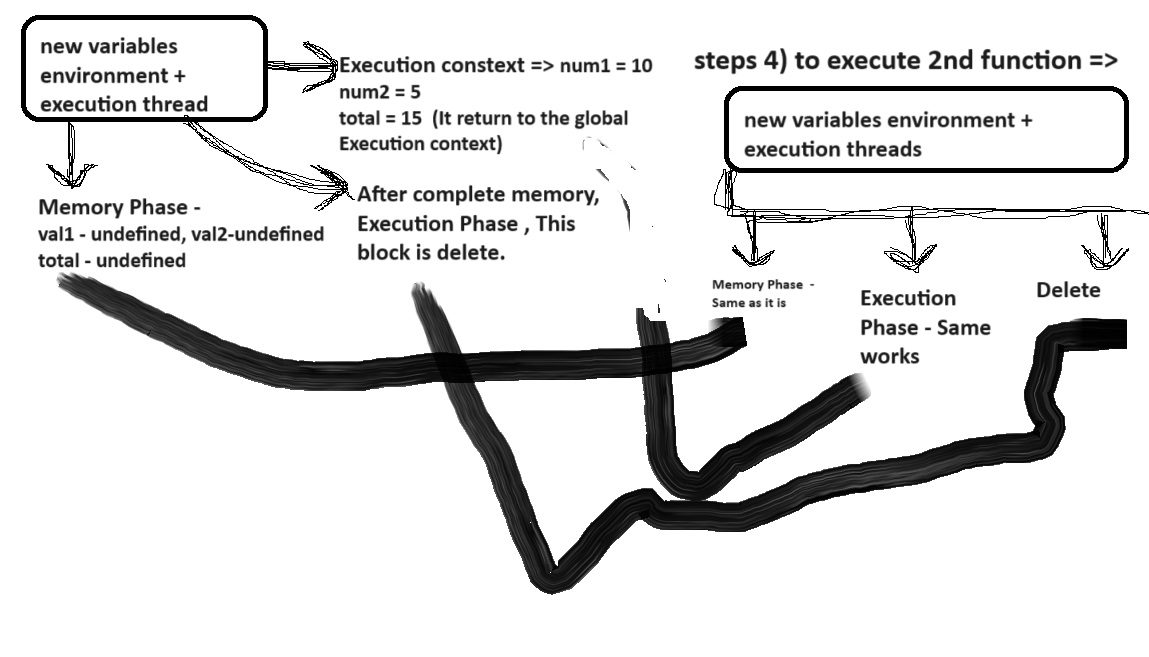 new variables
environment +
execution thread
Execution constext => num1 = 10
num2 = 5
total = 15 (It return to the global
Execution context)
After complete memory,
Execution Phase , This
block is delete.
Memory Phase -
val1 - undefined, val2-undefined
total - undefined
steps 4) to execute 2nd function =>
new variables environment +
execution threads
Memory Phase -
Same as it is
Execution
Phase - Same
works
Delete